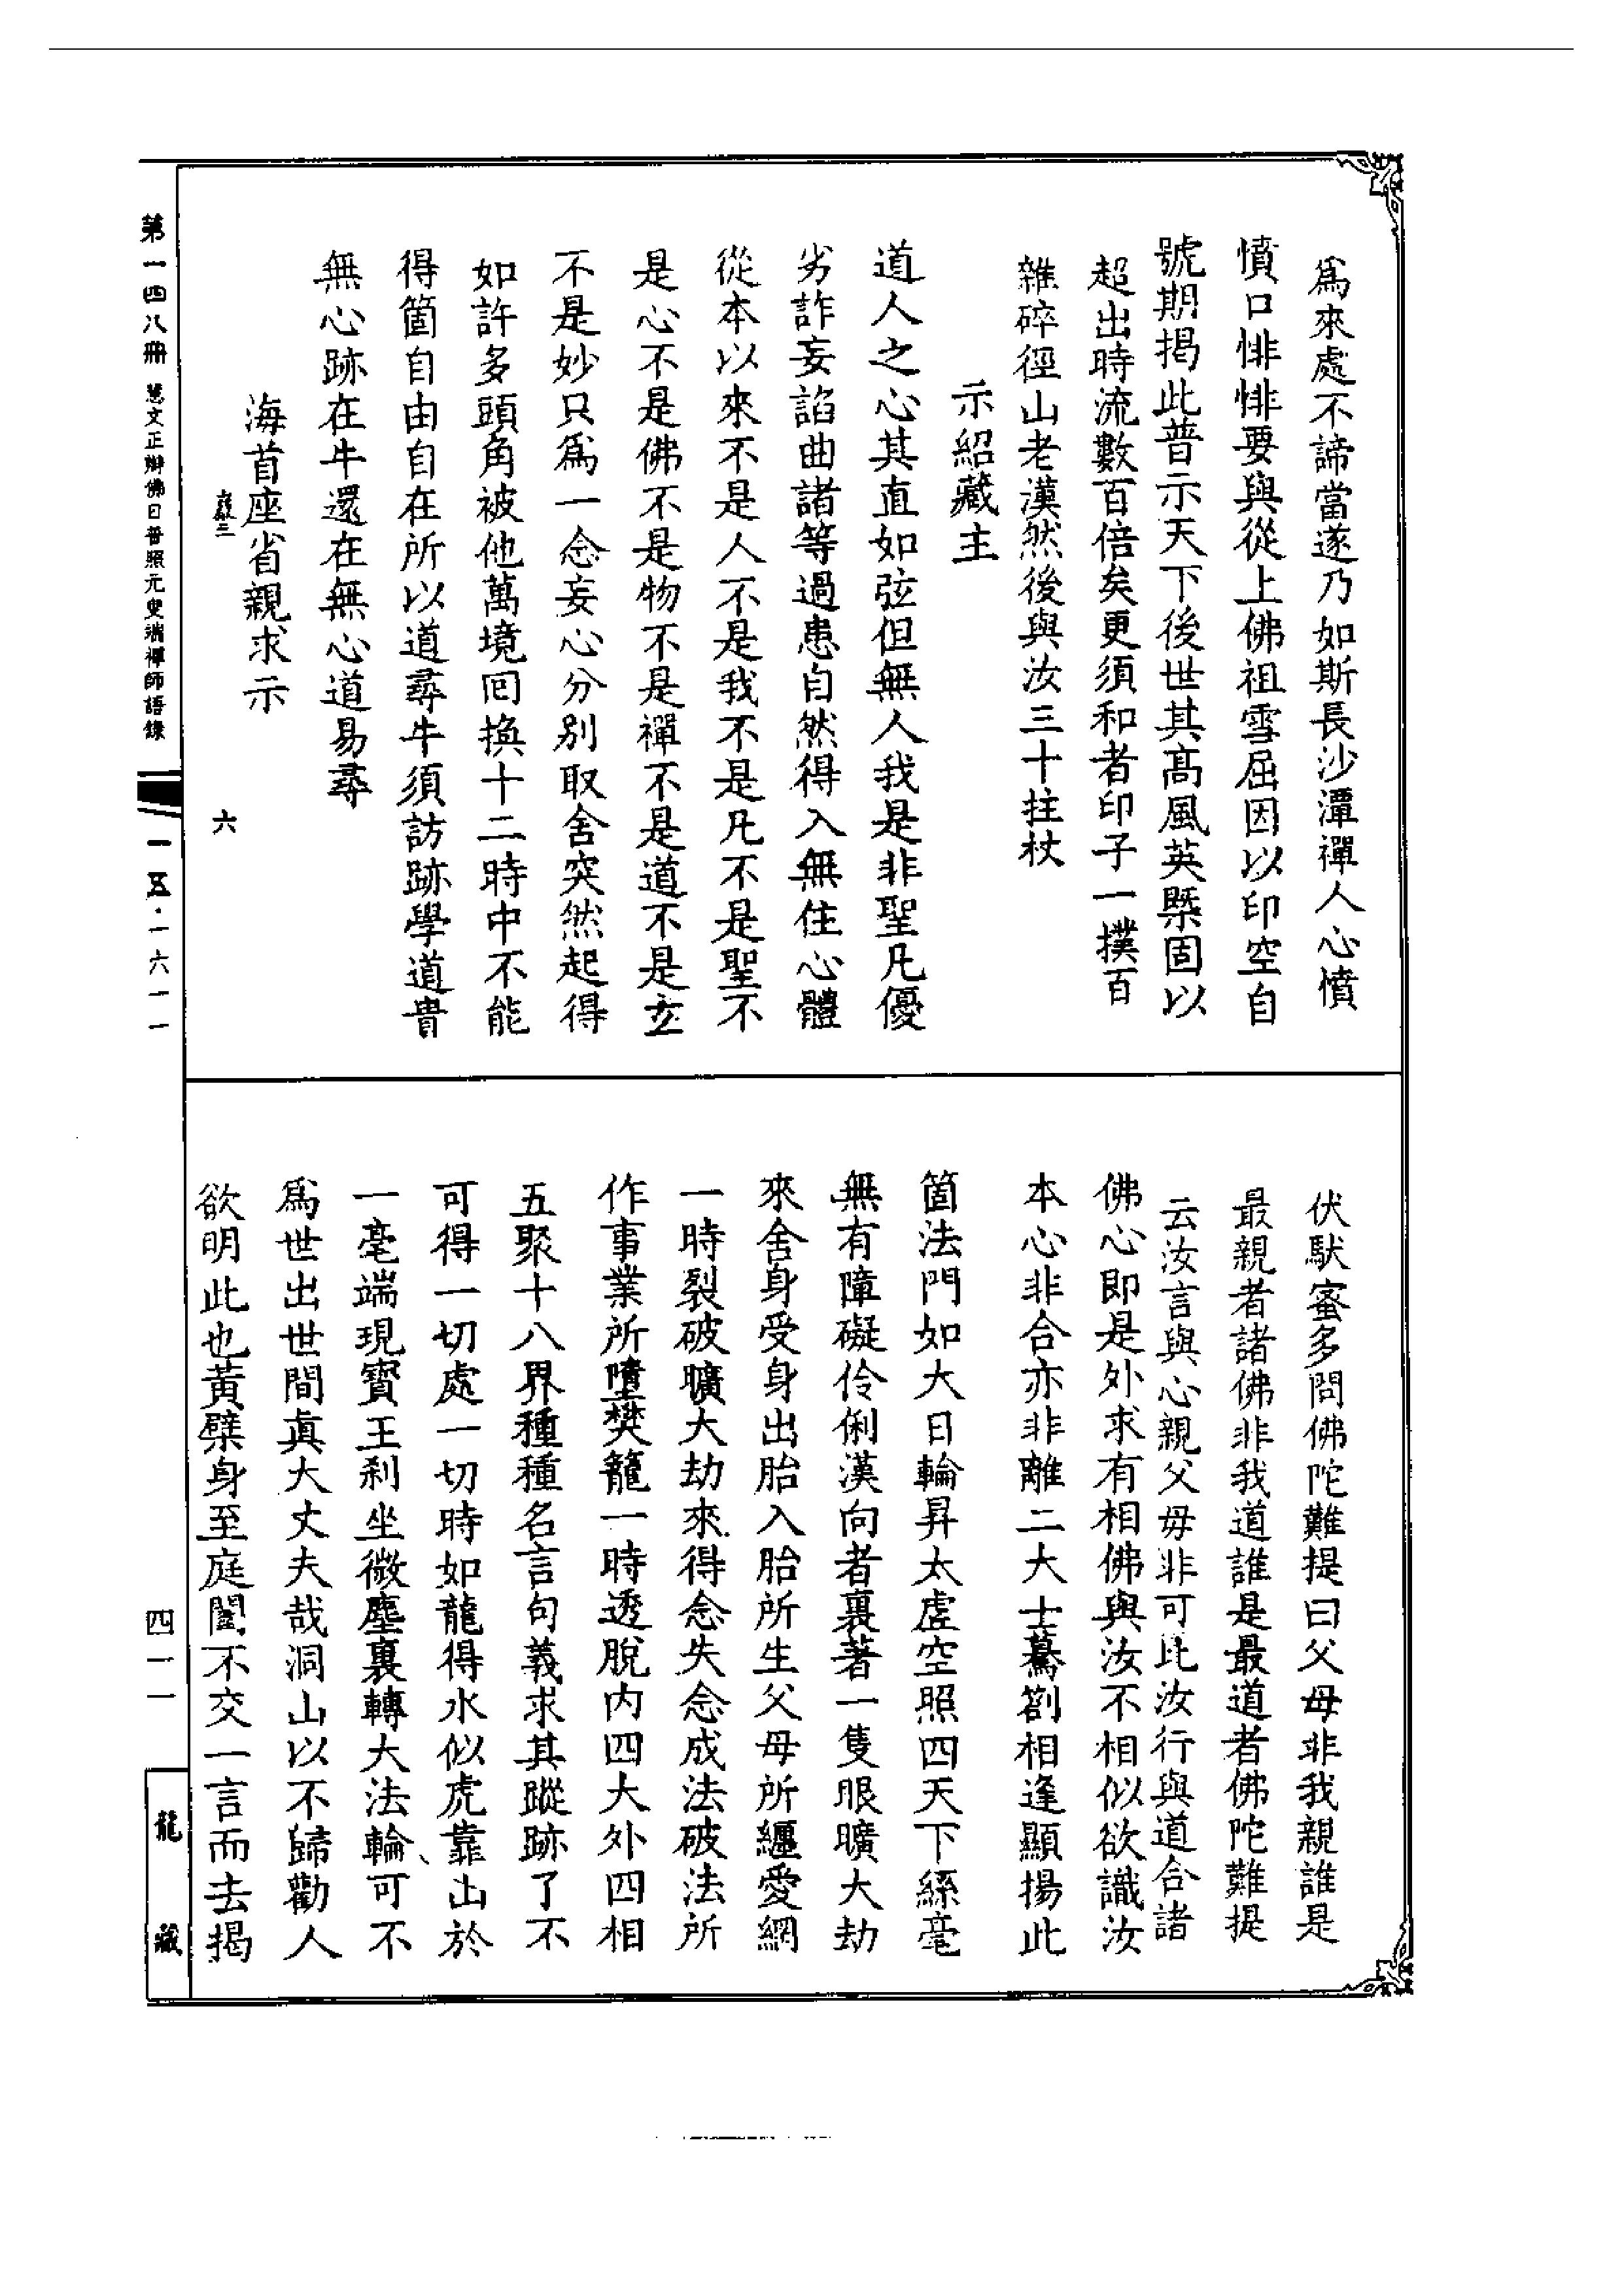 爲來處不諦當遂乃如斯長沙潭禪人心憤
憤口悱悱要與從上佛祖雪屈因以印空自
號期揭此普示天下後世其高風英槩固以
超出時流數百倍矣更須和者印子一撲百
雜碎徑山老漢然後與汝三十拄杖
示紹藏主
道人之心其直如弦但無人我是非聖凡優
劣詐妄諂曲諸等過患自然得入無住心體
從本以來不是人不是我不是凡不是聖不
是心不是佛不是物不是禪不是道不是玄
不是妙只爲一念妄心分別取舍突然起得
如許多頭角被他萬境回換十二時中不能
得箇自由自在所以道尋牛須訪跡學道貴
無心跡在牛還在無心道易尋
海首座省親求示
六
伏馱蜜多問佛陀難提曰父母非我親誰是
最親者諸佛非我道誰是最道者佛陀難提
云汝言與心親父母非可比汝行與道合諸
佛心即是外求有相佛與汝不相似欲識汝
本心非合亦非離二大士驀劄相逢顯揚此
箇法門如大日輪昇太虛空照四天下絲毫
無有障礙伶俐漢向者裏著一隻眼曠大劫
來舍身受身出胎入胎所生父母所纏愛網
一時裂破曠大劫來得念失念成法破法所
作事業所墮樊籠一時透脫内四大外四相
五聚十八界種種名言句義求其蹤跡了不
可得一切處一切時如龍得水似虎靠山於
一毫端現寶王剎坐微塵裏轉大法輪可不
爲世出世間眞大丈夫哉洞山以不歸勸人
欲明此也黃檗身至庭闈不交一言而去揭
第一四八冊 慧文正辯佛日普照元叟端禪師語錄
一五·一六一一
四一一
龍藏